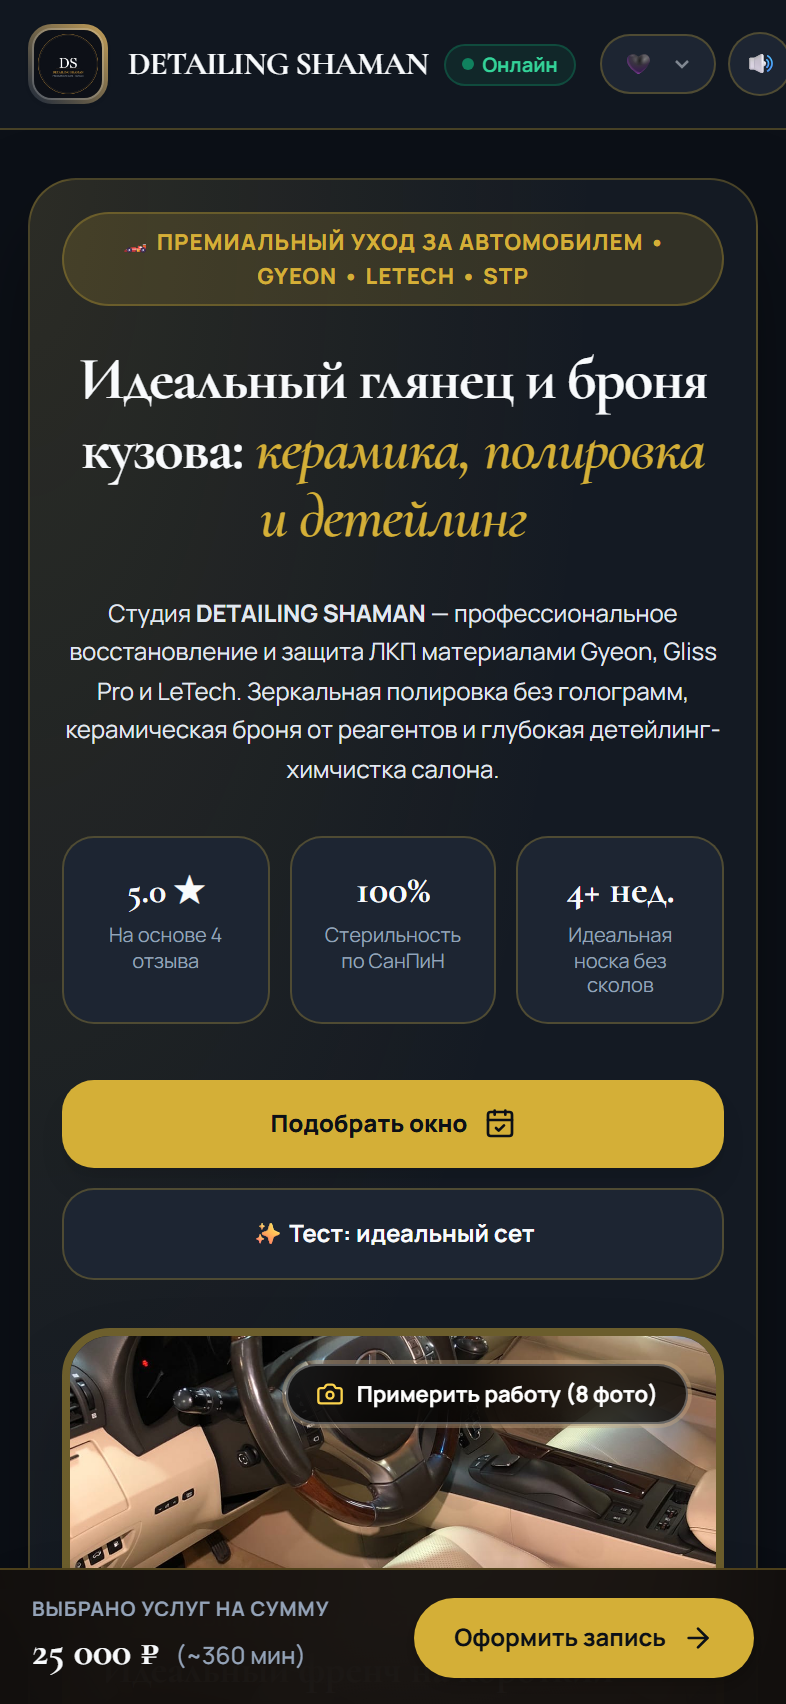 DS
DETAILING SHAMAN
Онлайн
ПРЕМИАЛЬНЫЙ УХОД ЗА АВТОМОБИЛЕМ •
GYEON • LETECH • STP
Идеальный глянец и броня
кузова: керамика, полировка
и детейлинг
Студия DETAILING SHAMAN — профессиональное
восстановление и защита ЛКП материалами Gyeon, Gliss
Pro и LeTech. Зеркальная полировка без голограмм,
керамическая броня от реагентов и глубокая детейлинг-
химчистка салона.
5.0 ★
На основе 4
отзыва
100%
Стерильность
по СанПиН
4+ нед.
Идеальная
носка без
сколов
Подобрать окно
✨ Тест: идеальный сет
Примерить работу (8 фото)
ВЫБРАНО УСЛУГ НА СУММУ
25 000 ₽ (~360 мин)
Оформить запись →